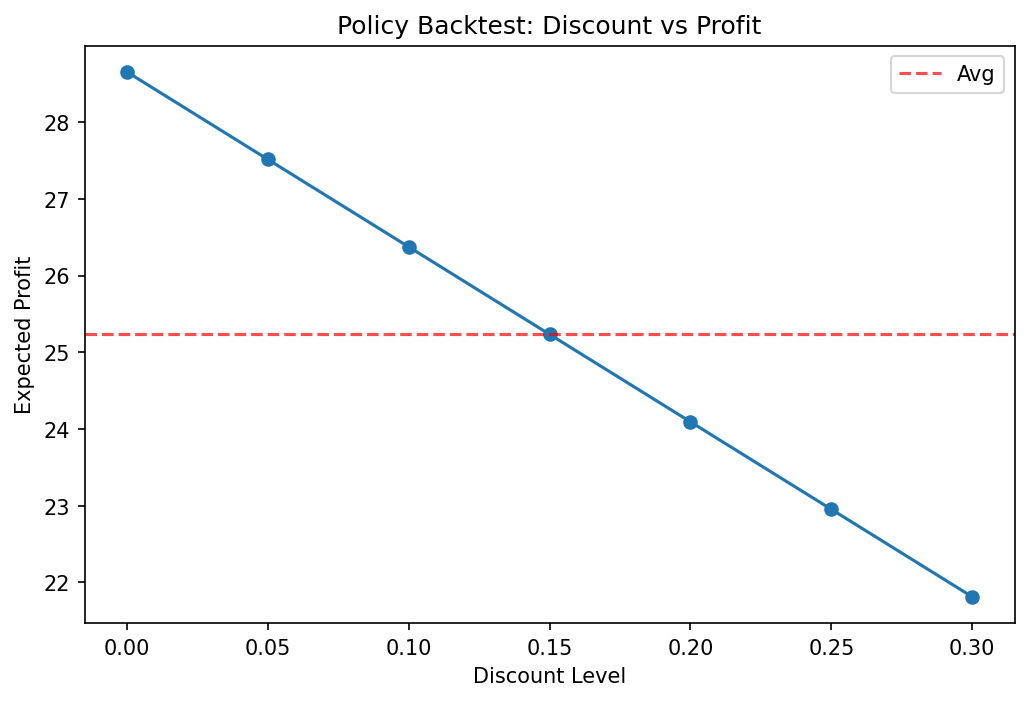 Policy Backtest: Discount vs Profit
Avg
Expected Profit
28
27
26
25
24
23
22
0.00 0.05 0.10 0.15 0.20 0.25 0.30
Discount Level